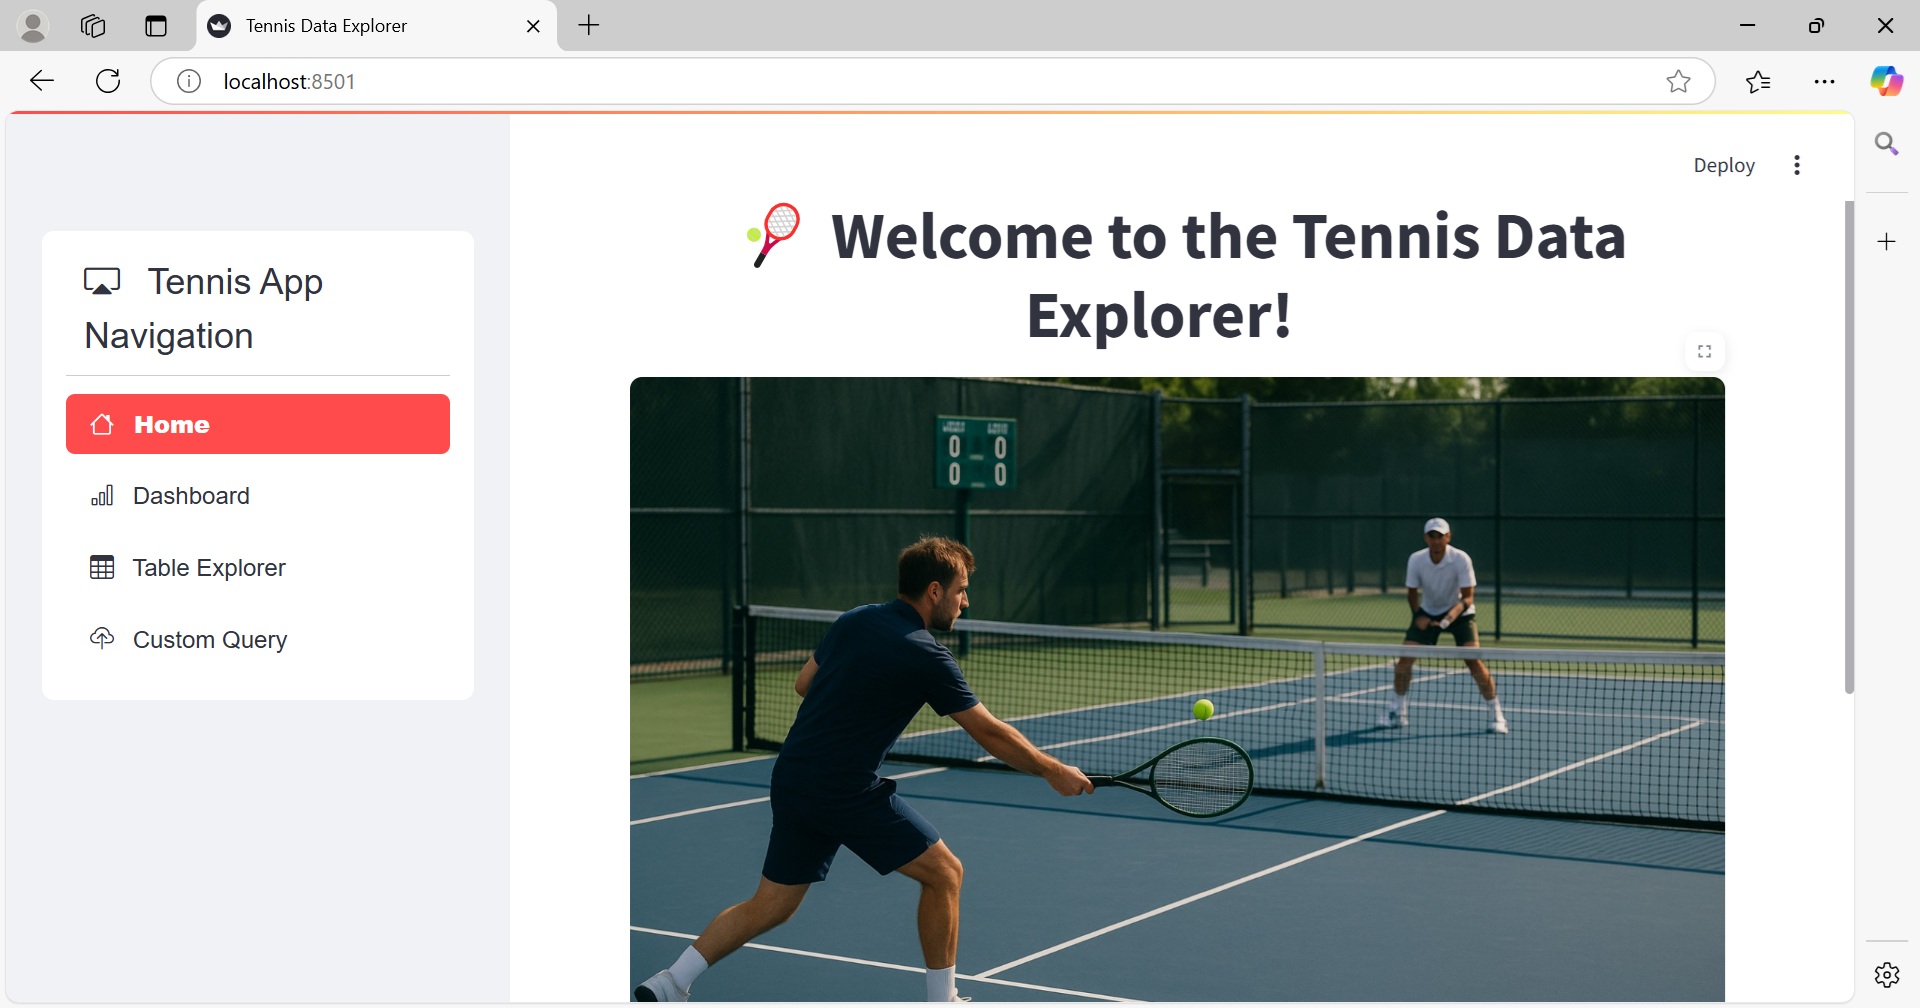 Tennis Data Explorer
localhost:8501
Deploy
Tennis App
Navigation
Home
Dashboard
Table Explorer
Custom Query
Welcome to the Tennis Data
Explorer!
0 0
0 0